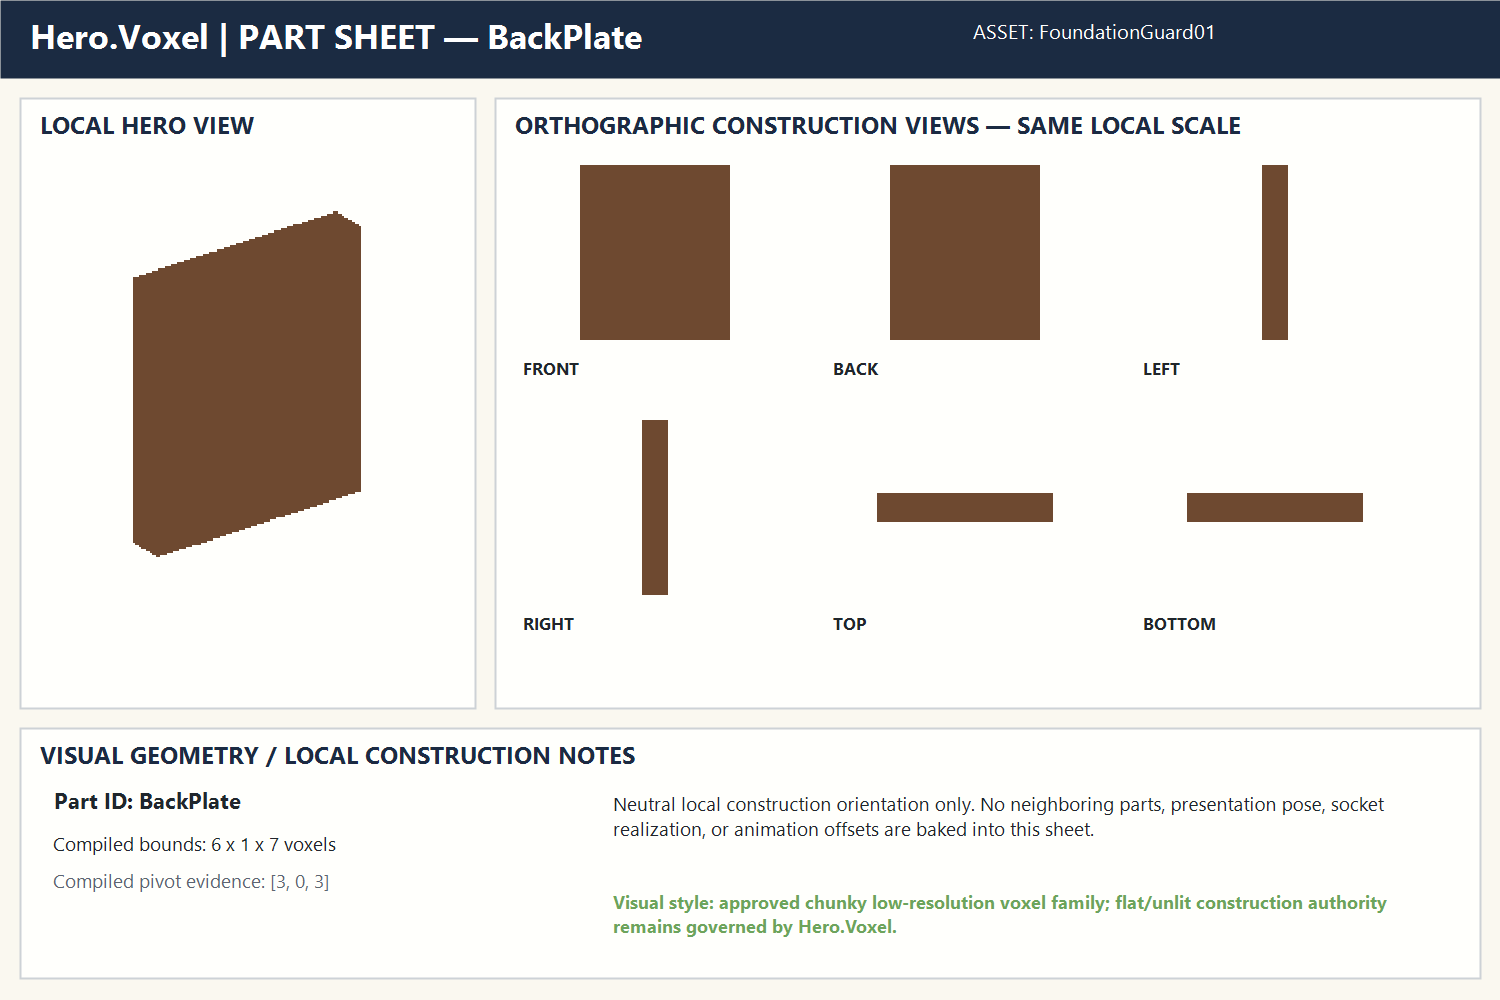 Hero.Voxel | PART SHEET — BackPlate
ASSET: FoundationGuard01
LOCAL HERO VIEW
ORTHOGRAPHIC CONSTRUCTION VIEWS — SAME LOCAL SCALE
FRONT
BACK
LEFT
RIGHT
TOP
BOTTOM
VISUAL GEOMETRY / LOCAL CONSTRUCTION NOTES
Part ID: BackPlate
Compiled bounds: 6 x 1 x 7 voxels
Compiled pivot evidence: [3, 0, 3]
Neutral local construction orientation only. No neighboring parts, presentation pose, socket
realization, or animation offsets are baked into this sheet.
Visual style: approved chunky low-resolution voxel family; flat/unlit construction authority
remains governed by Hero.Voxel.